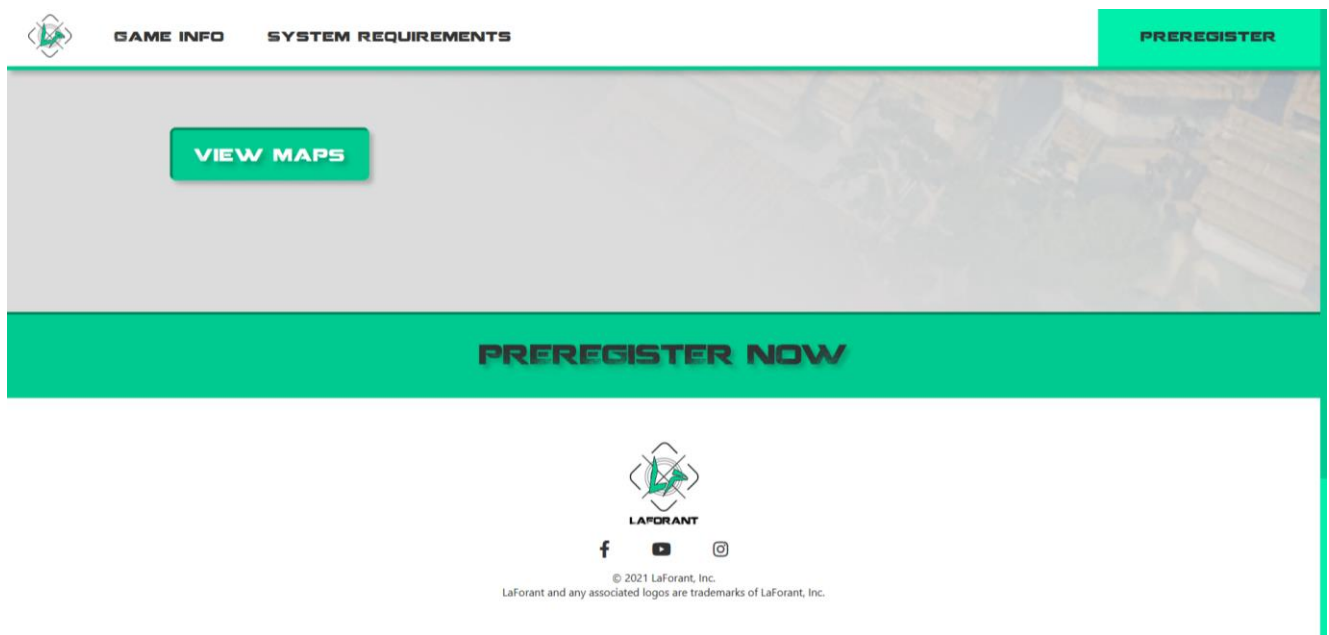 GAME INFO
SYSTEM REQUIREMENTS
PREREGISTER
VIEW MAPS
PREREGISTER NOW
LAFORANT
© 2021 LaForant, Inc.
LaForant and any associated logos are trademarks of LaForant, Inc.